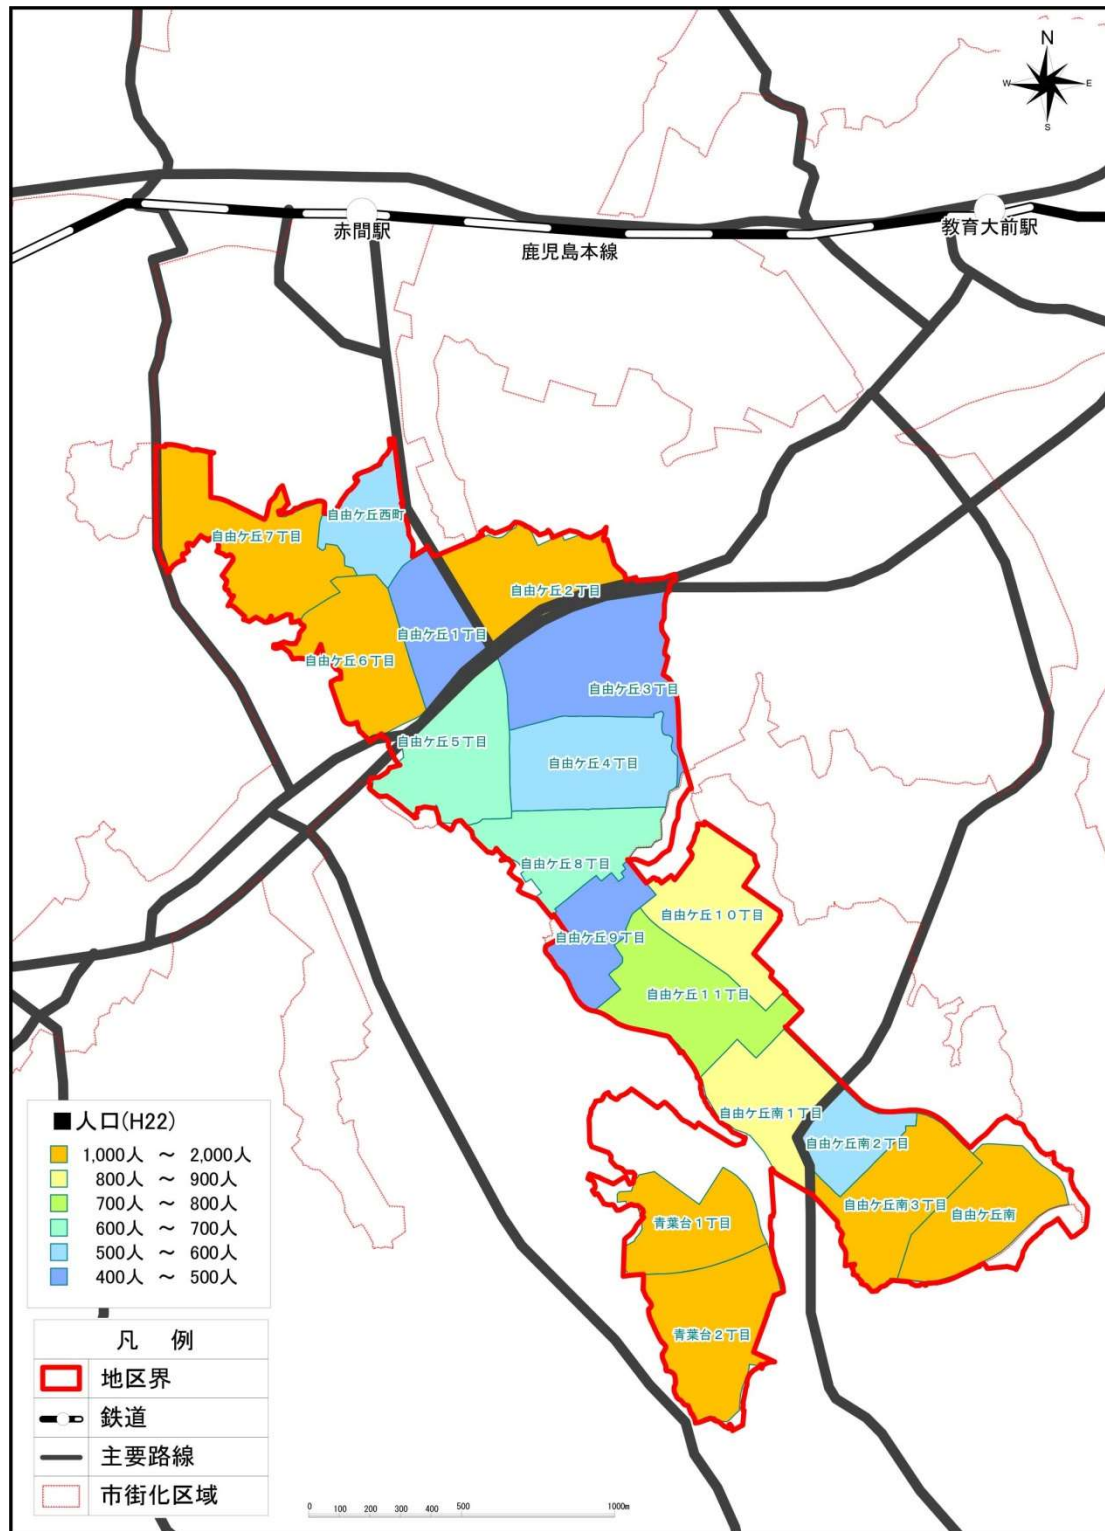 N
W
E
S
赤間駅
鹿児島本線
教育大前駅
自由ケ丘西町
自由ケ丘７丁目
自由ケ丘２丁目
自由ケ丘１丁目
自由ケ丘６丁目
自由ケ丘３丁目
自由ケ丘５丁目
自由ケ丘４丁目
自由ケ丘８丁目
自由ケ丘１０丁目
自由ケ丘９丁目
自由ケ丘１１丁目
自由ケ丘南１丁目
自由ケ丘南２丁目
自由ケ丘南３丁目
自由ケ丘南
青葉台１丁目
青葉台２丁目
■人口(H22)
1,000人 ～ 2,000人
800人 ～ 900人
700人 ～ 800人
600人 ～ 700人
500人 ～ 600人
400人 ～ 500人
凡 例
地区界
鉄道
主要路線
市街化区域
0 100 200 300 400 500 1000m